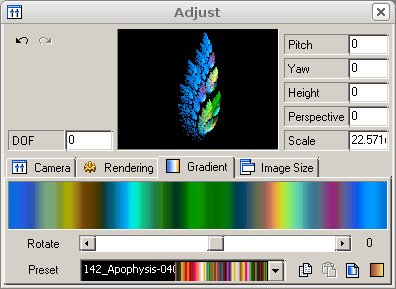 Adjust
Pitch 0
Yaw 0
Height 0
Perspective 0
DOF 0
Scale 22.571
Camera Rendering Gradient Image Size
Rotate 0
Preset 142_Apophysis-040